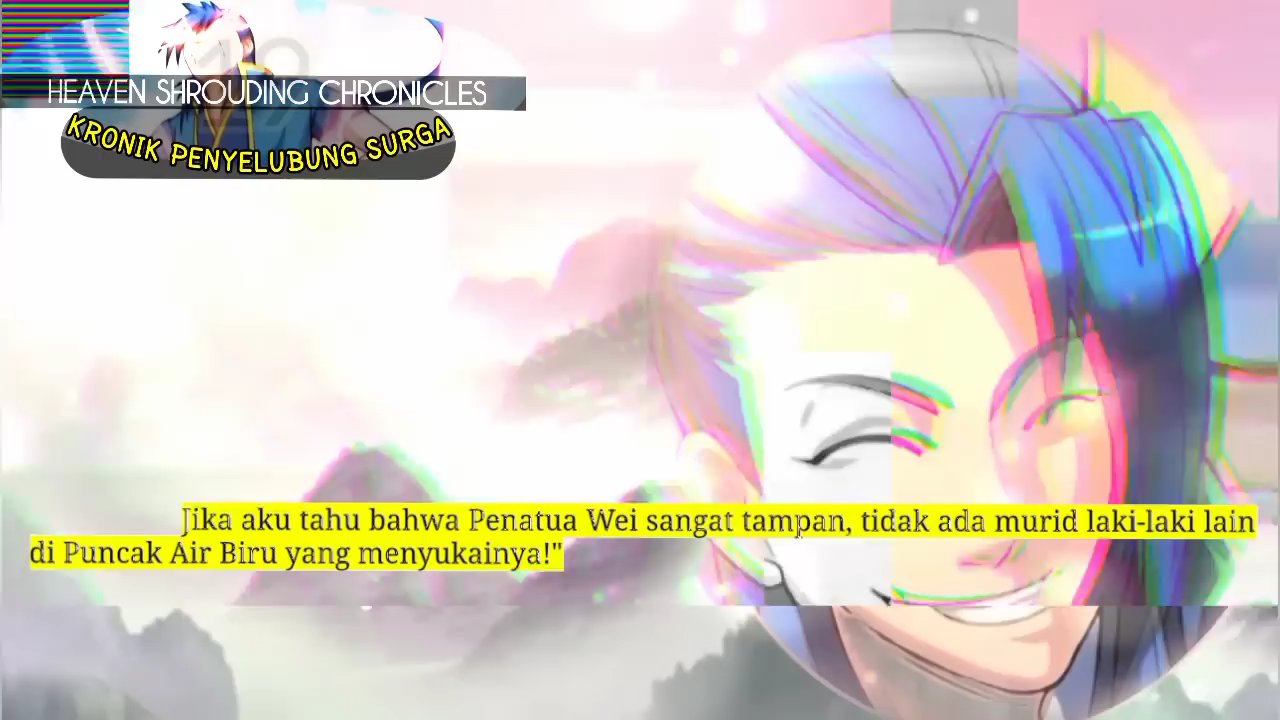 HEAVEN SHROUDING CHRONICLES
KRONIK PENYELUBUNG SURGA
Jika aku tahu bahwa Penatua Wei sangat tampan, tidak ada murid laki-laki lain
di Puncak Air Biru yang menyukainya!"